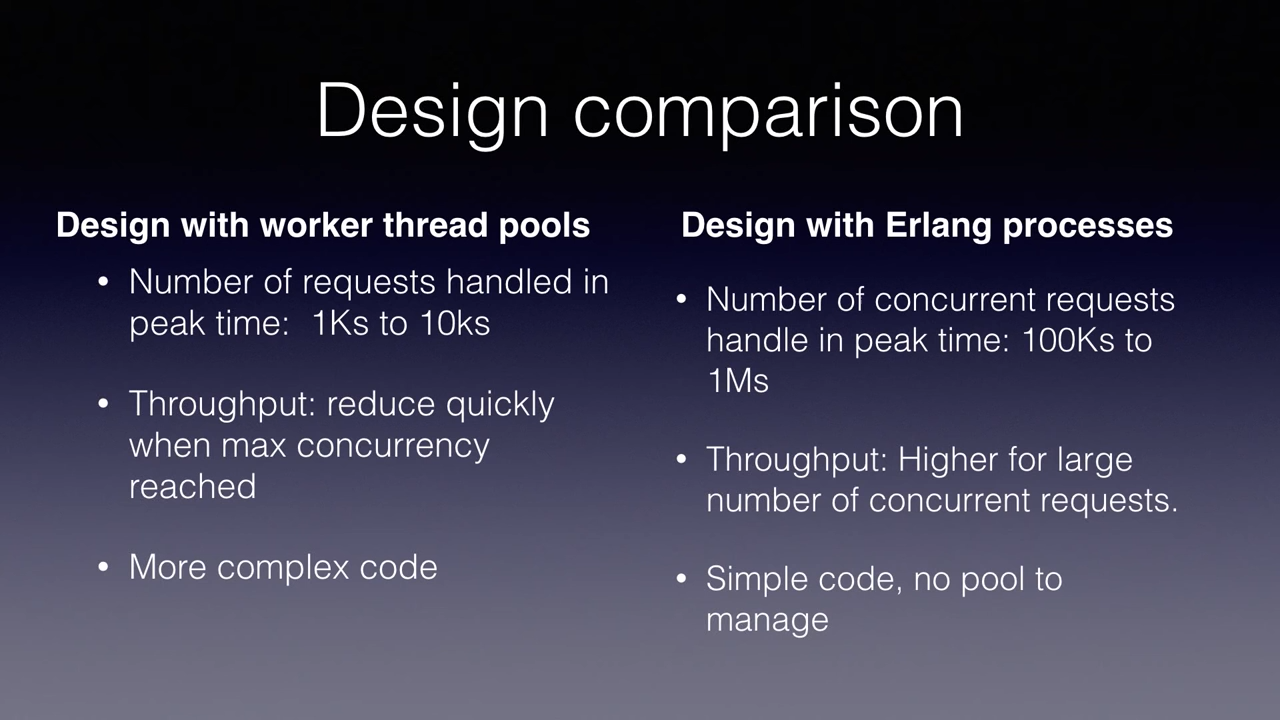 Design comparison
Design with worker thread pools
• Number of requests handled in
peak time:  1Ks to 10ks
• Throughput: reduce quickly
when max concurrency
reached
• More complex code
Design with Erlang processes
• Number of concurrent requests
handle in peak time: 100Ks to
1Ms
• Throughput: Higher for large
number of concurrent requests.
• Simple code, no pool to
manage